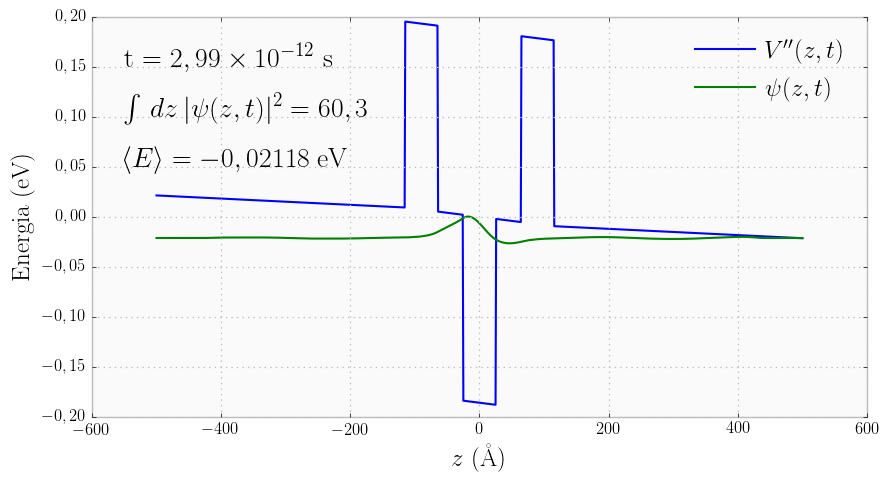 0,20
0,15
0,10
0,05
0,00
−0,05
−0,10
−0,15
−0,20
Energia (eV)
t = 2,99 × 10⁻¹² s
∫ dz |ψ(z, t)|² = 60,3
⟨E⟩ = −0,02118 eV
V′′(z, t)
ψ(z, t)
−600 −400 −200 0 200 400 600
z (Å)